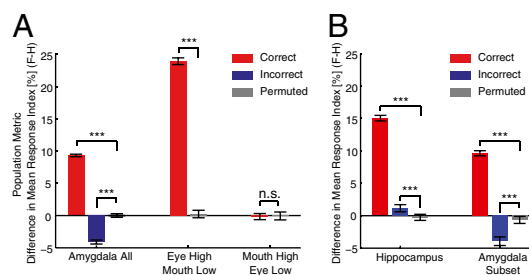 A
B
Population Metric
Difference in Mean Response Index [%] (F-H)
25
20
15
10
5
0
−5
***
***
***
n.s.
Correct
Incorrect
Permuted
Amygdala All
Eye High
Mouth Low
Mouth High
Eye Low
Difference in Mean Response Index [%] (F-H)
25
20
15
10
5
0
−5
***
***
***
***
Correct
Incorrect
Permuted
Hippocampus
Amygdala
Subset